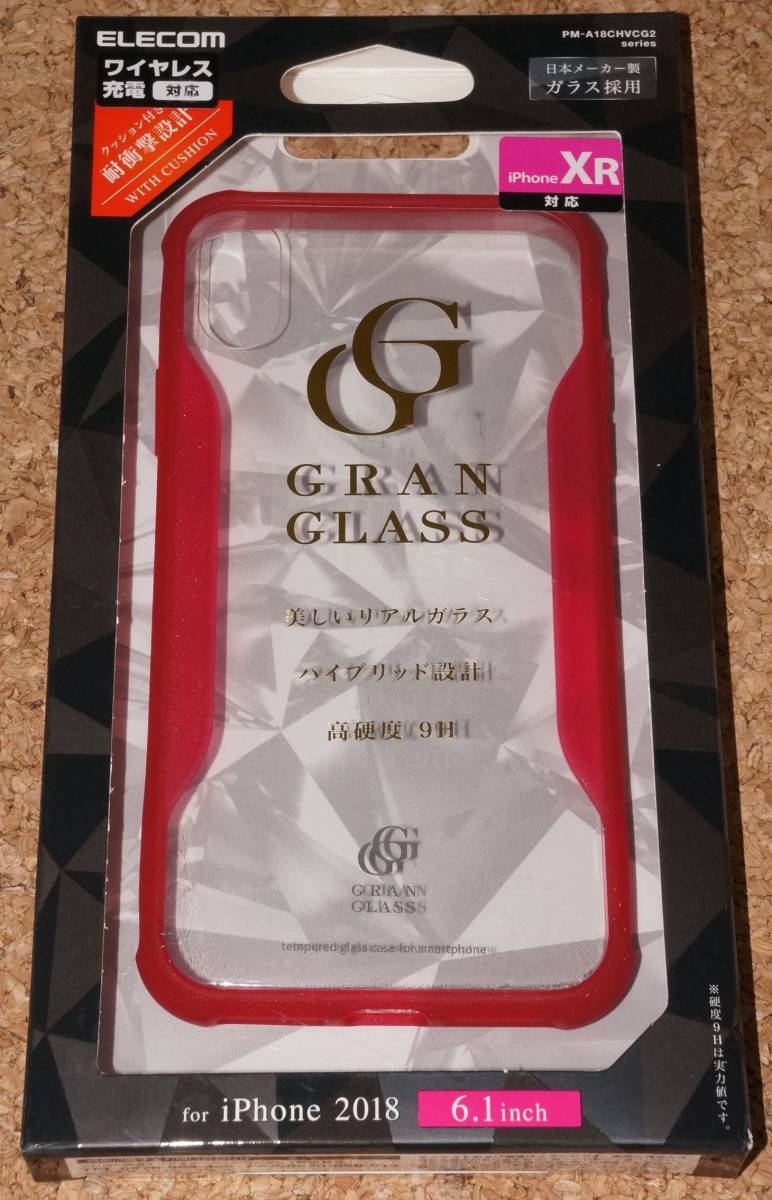 ELECOM
PM-A18CHVCG2
series
ワイヤレス
充電 対応
日本メーカー製
ガラス採用
クッション付き
耐衝撃設計
WITH CUSHION
iPhone XR
対応
GG
GRAN
GLASS
美しいリアルガラス
ハイブリッド設計
高硬度 9H
GG
GRAN
GLASS
tempered glass case for smartphone
※硬度9Hは実力値です。
for iPhone 2018 6.1inch